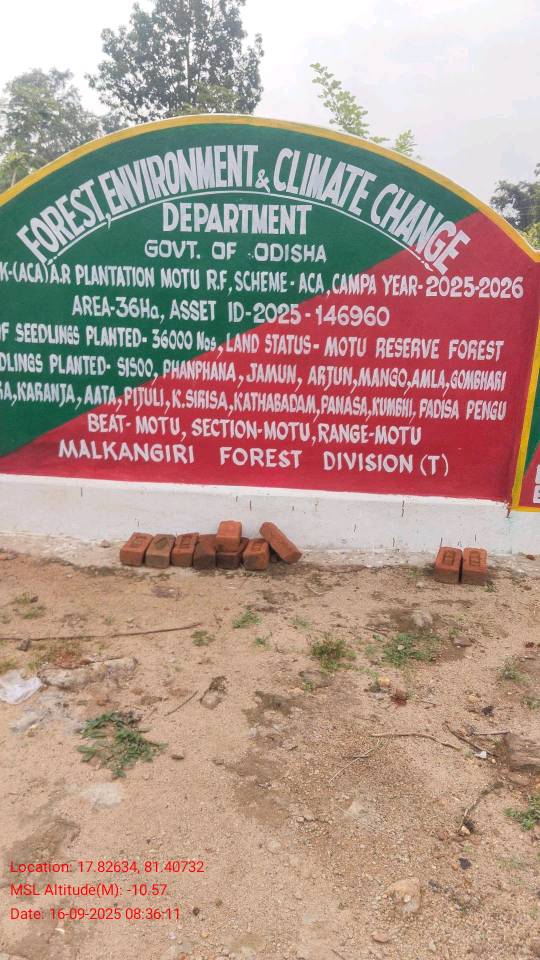 FOREST, ENVIRONMENT & CLIMATE CHANGE
DEPARTMENT
GOVT. OF ODISHA
K-(ACA) A.R PLANTATION MOTU R.F, SCHEME- ACA, CAMPA YEAR- 2025-2026
AREA-36Ha, ASSET ID-2025-146960
OF SEEDLINGS PLANTED- 36000 Nos, LAND STATUS- MOTU RESERVE FOREST
DLINGS PLANTED- SISOO, PHANPHANA, JAMUN, ARJUN, MANGO, AMLA, GOMBHARI
RA, KARANJA, AATA, PIJULI, K.SIRISA, KATHABADAM, PANASA, KUMBHI, PADISA PENGU
BEAT- MOTU, SECTION-MOTU, RANGE-MOTU
MALKANGIRI FOREST DIVISION (T)
Location: 17.82634, 81.40732
MSL Altitude(M): -10.57
Date: 16-09-2025 08:36:11